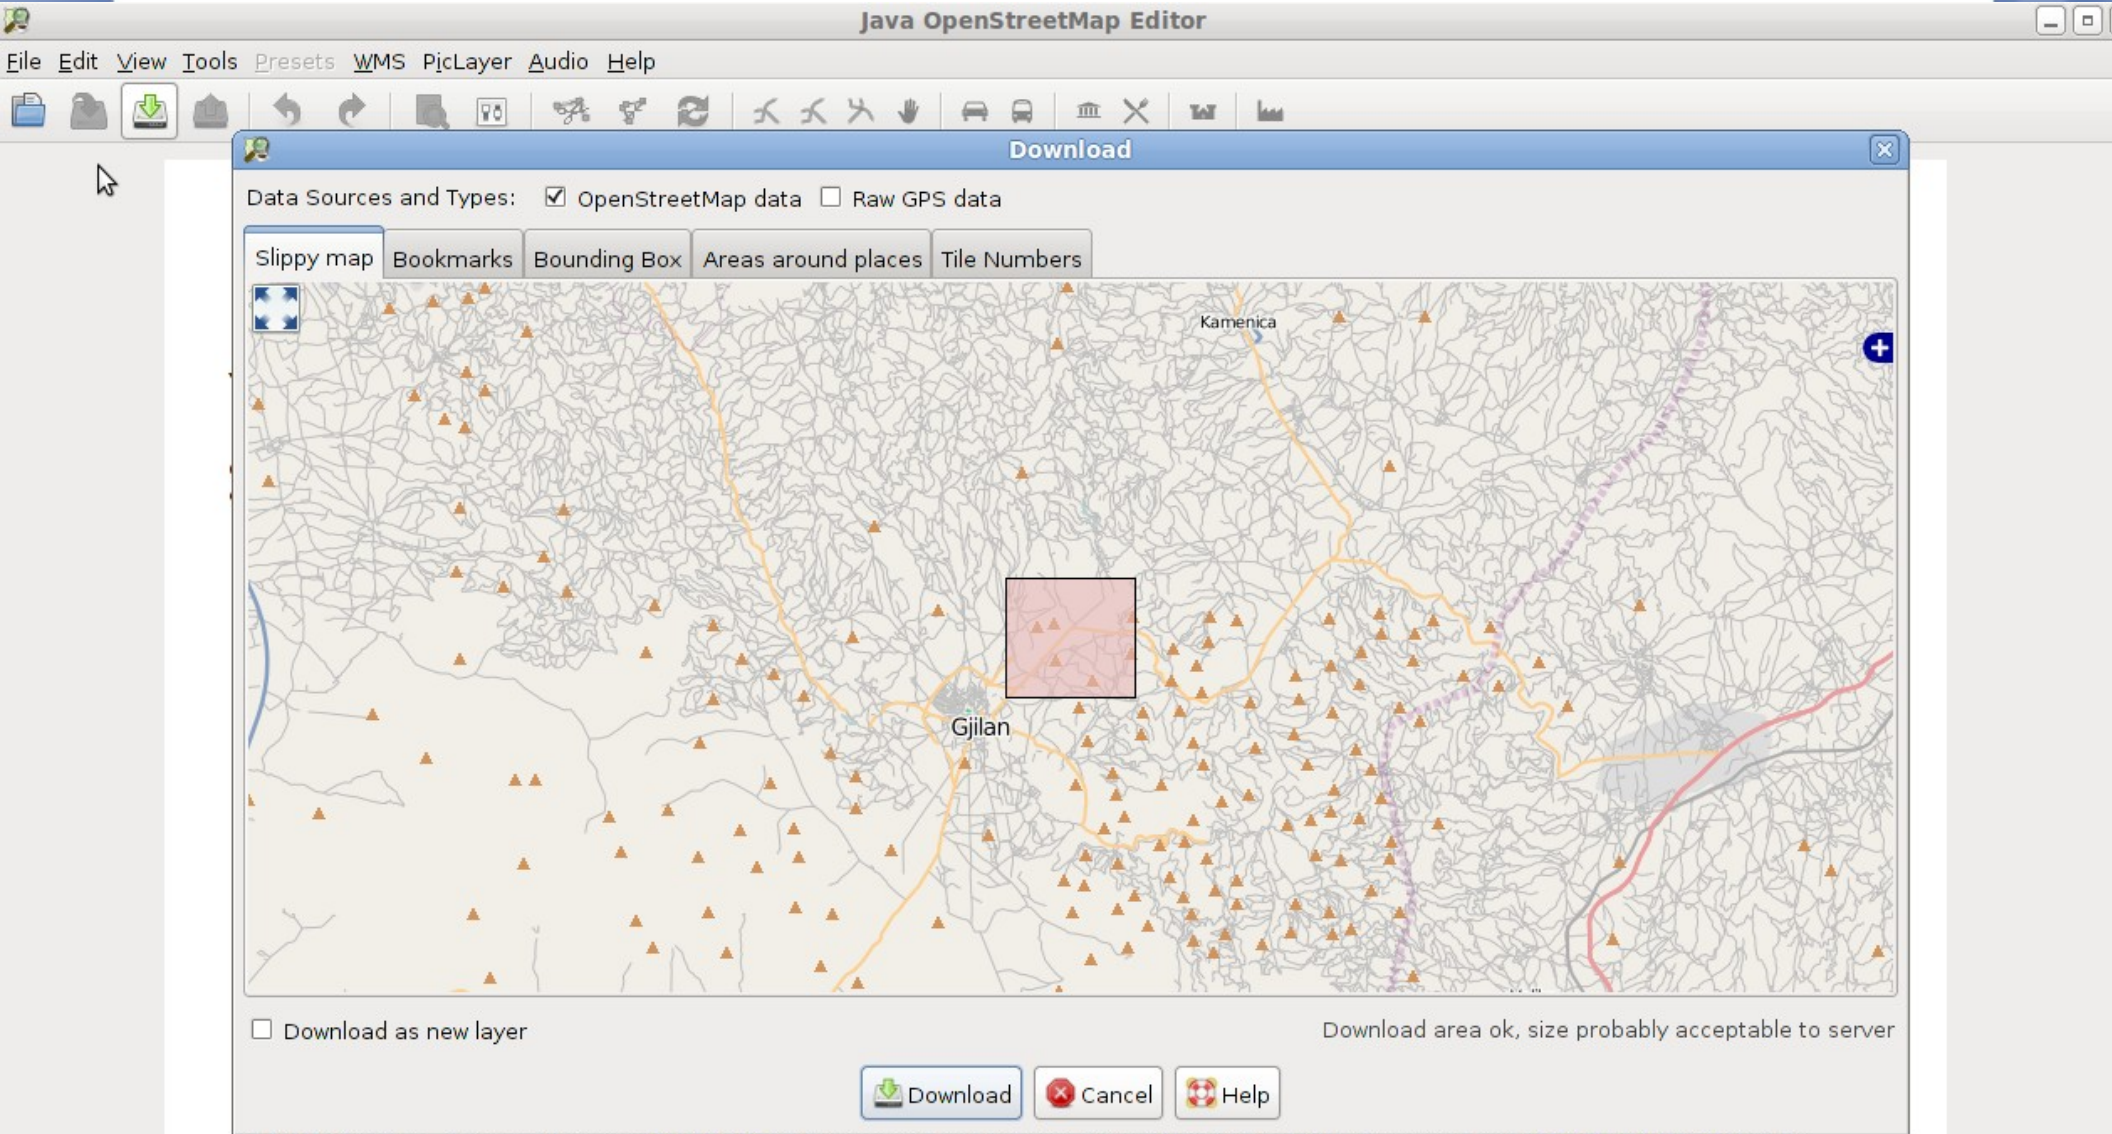 Java OpenStreetMap Editor
File Edit View Tools Presets WMS PicLayer Audio Help
Download
Data Sources and Types: OpenStreetMap data Raw GPS data
Slippy map Bookmarks Bounding Box Areas around places Tile Numbers
Kamenica
Gjilan
Download as new layer Download area ok, size probably acceptable to server
Download Cancel Help